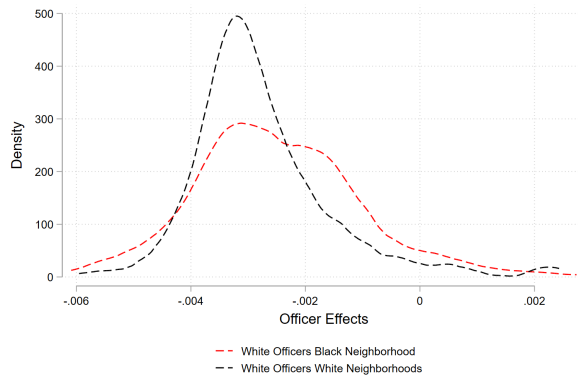 500
400
300
200
100
0
Density
-.006 -.004 -.002 0 .002
Officer Effects
White Officers Black Neighborhood
White Officers White Neighborhoods